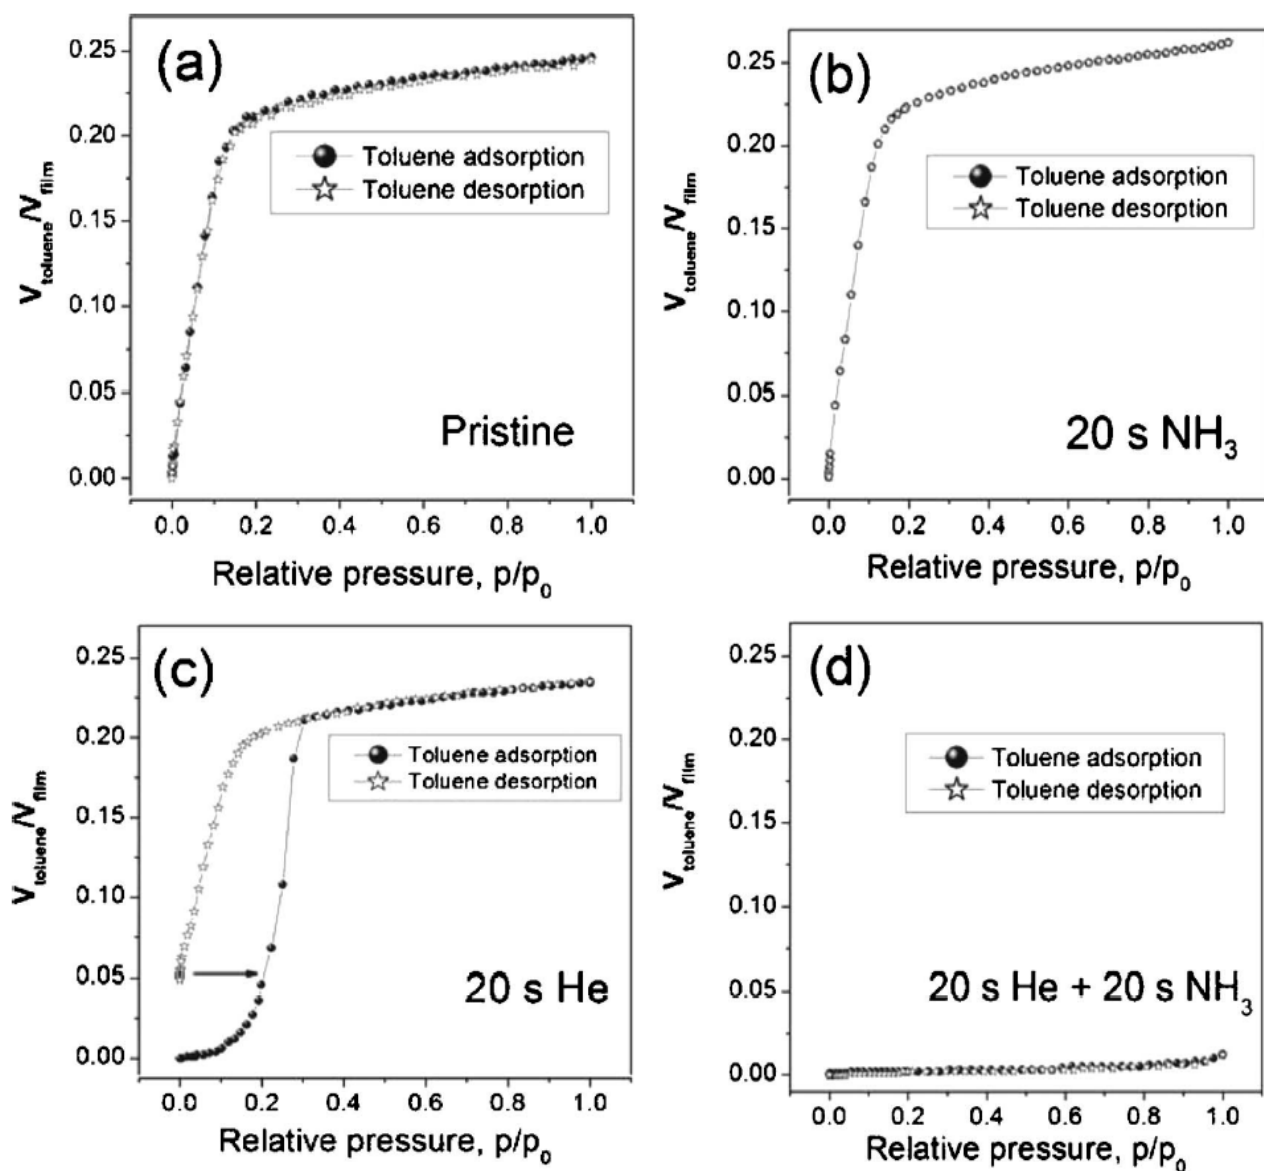 (a)
0.25
0.20
0.15
0.10
0.05
0.00
V_toluene/V_film
Toluene adsorption
Toluene desorption
Pristine
0.0 0.2 0.4 0.6 0.8 1.0
Relative pressure, p/p₀
(b)
0.25
0.20
0.15
0.10
0.05
0.00
V_toluene/V_film
Toluene adsorption
Toluene desorption
20 s NH₃
0.0 0.2 0.4 0.6 0.8 1.0
Relative pressure, p/p₀
(c)
0.25
0.20
0.15
0.10
0.05
0.00
V_toluene/V_film
Toluene adsorption
Toluene desorption
20 s He
0.0 0.2 0.4 0.6 0.8 1.0
Relative pressure, p/p₀
(d)
0.25
0.20
0.15
0.10
0.05
0.00
V_toluene/V_film
Toluene adsorption
Toluene desorption
20 s He + 20 s NH₃
0.0 0.2 0.4 0.6 0.8 1.0
Relative pressure, p/p₀